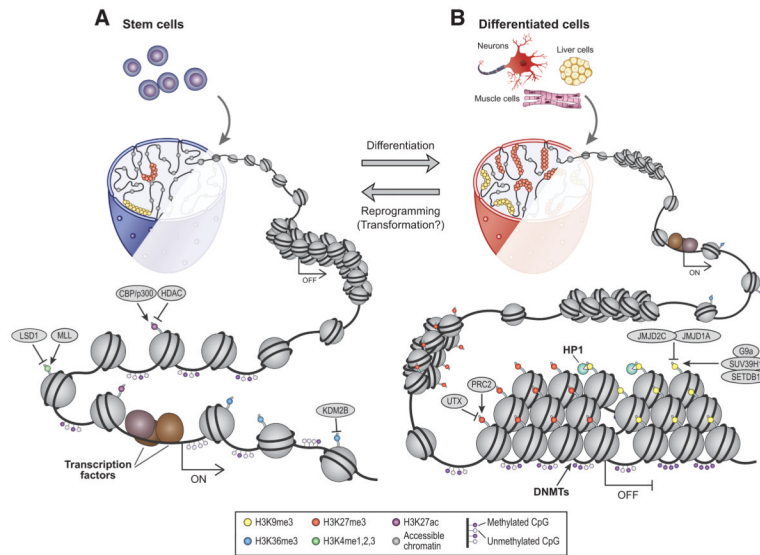 A
Stem cells
B
Differentiated cells
Neurons
Liver cells
Muscle cells
Differentiation
Reprogramming
(Transformation?)
OFF
ON
CBP/p300
HDAC
LSD1
MLL
KDM2B
Transcription
factors
ON
JMJD2C
JMJD1A
HP1
G9a
SUV39H1
SETDB1
PRC2
UTX
DNMTs
OFF
H3K9me3
H3K27me3
H3K27ac
Methylated CpG
H3K36me3
H3K4me1,2,3
Accessible
chromatin
Unmethylated CpG